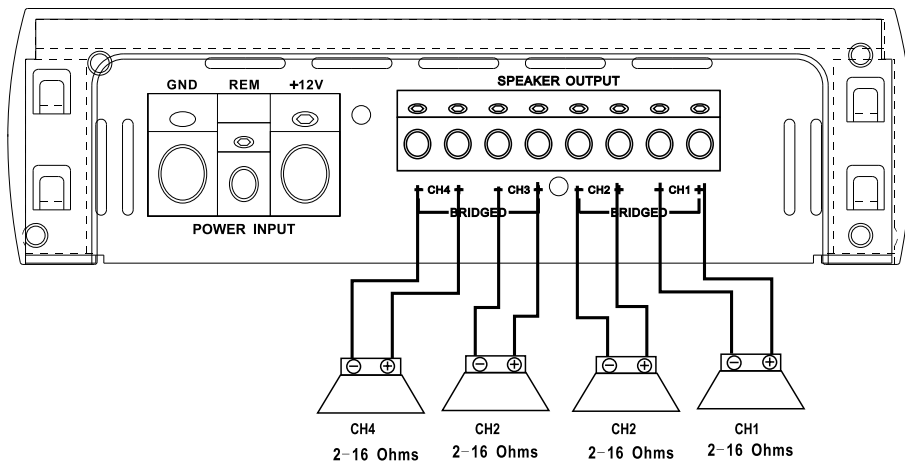 GND REM +12V
SPEAKER OUTPUT
POWER INPUT
- CH4 + - CH3 + - CH2 + - CH1 +
BRIDGED BRIDGED
- + - + - + - +
CH4 CH2 CH2 CH1
2-16 Ohms 2-16 Ohms 2-16 Ohms 2-16 Ohms